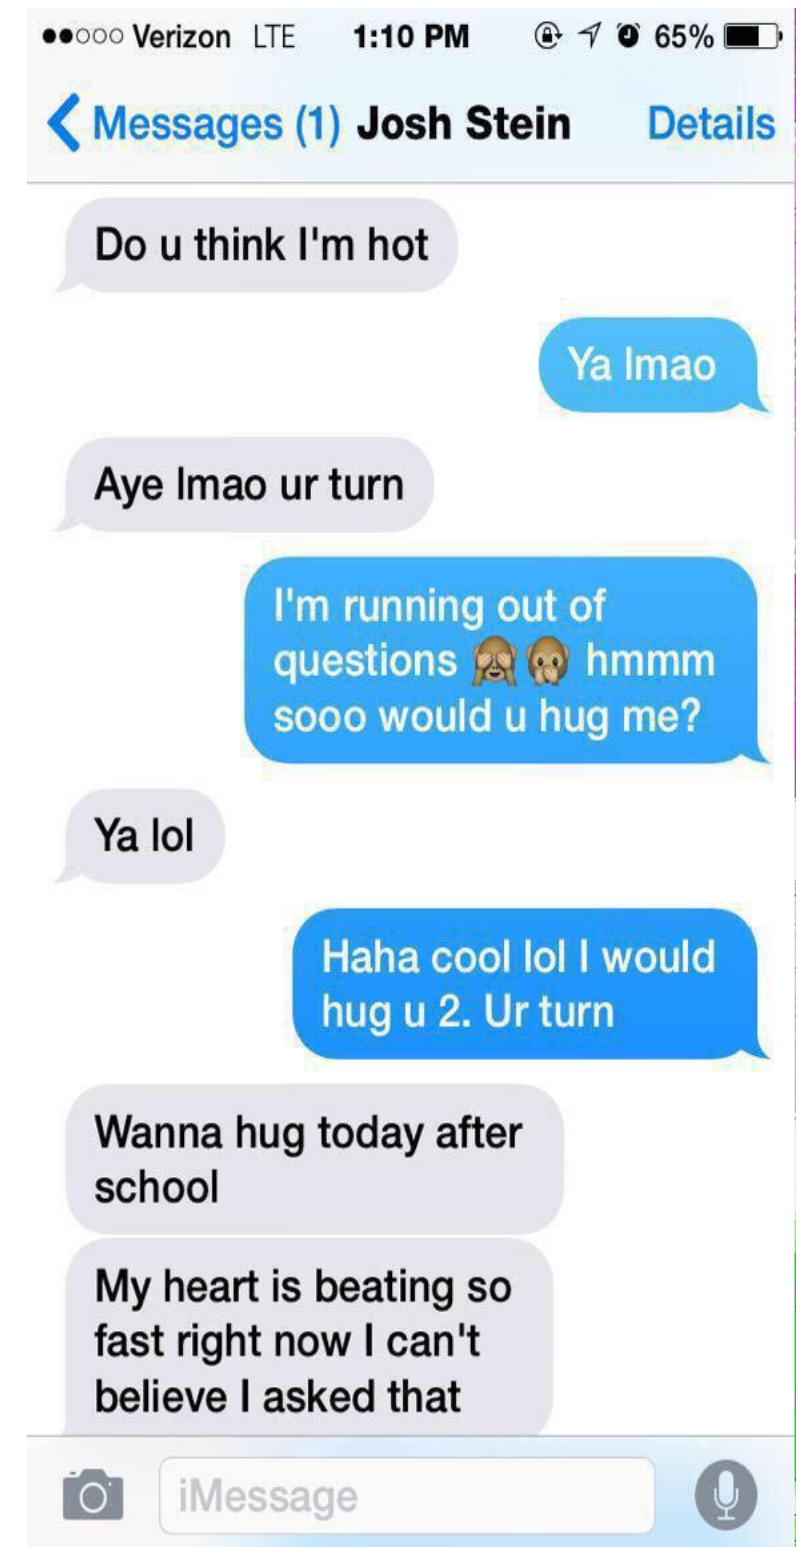 Verizon LTE 1:10 PM 65%
Messages (1) Josh Stein Details
Do u think I'm hot
Ya lmao
Aye lmao ur turn
I'm running out of
questions 🙈🙊 hmmm
sooo would u hug me?
Ya lol
Haha cool lol I would
hug u 2. Ur turn
Wanna hug today after
school
My heart is beating so
fast right now I can't
believe I asked that
iMessage